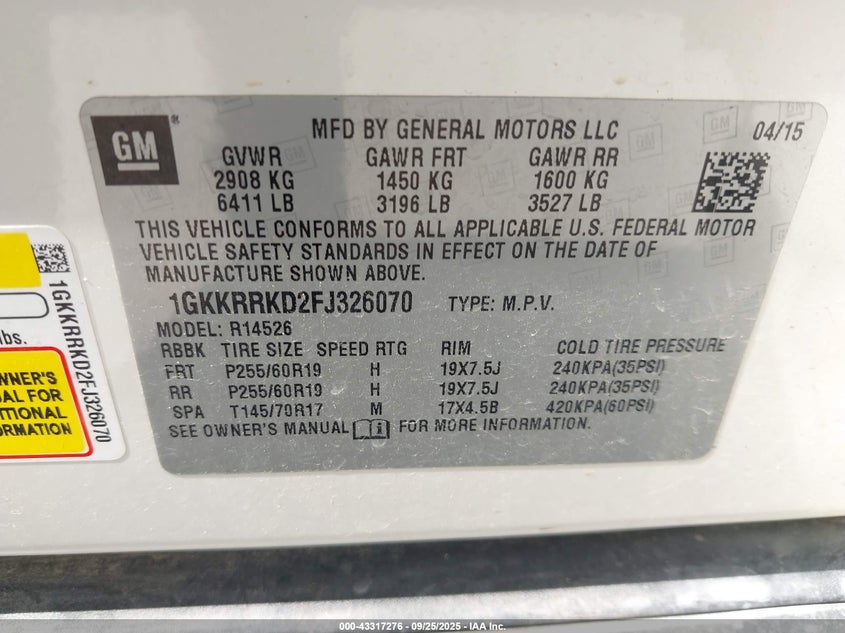 GM
®
MFD BY GENERAL MOTORS LLC 04/15
GVWR GAWR FRT GAWR RR
2908 KG 1450 KG 1600 KG
6411 LB 3196 LB 3527 LB
THIS VEHICLE CONFORMS TO ALL APPLICABLE U.S. FEDERAL MOTOR
VEHICLE SAFETY STANDARDS IN EFFECT ON THE DATE OF
MANUFACTURE SHOWN ABOVE.
1GKKRRKD2FJ326070 TYPE: M.P.V.
MODEL: R14526
RBBK TIRE SIZE SPEED RTG RIM COLD TIRE PRESSURE
FRT P255/60R19 H 19X7.5J 240KPA(35PSI)
RR P255/60R19 H 19X7.5J 240KPA(35PSI)
SPA T145/70R17 M 17X4.5B 420KPA(60PSI)
SEE OWNER'S MANUAL FOR MORE INFORMATION.
1GKKRRKD2FJ326070
lbs.
OWNER'S
FOR
000-43317276 - 09/25/2025 - IAA Inc.